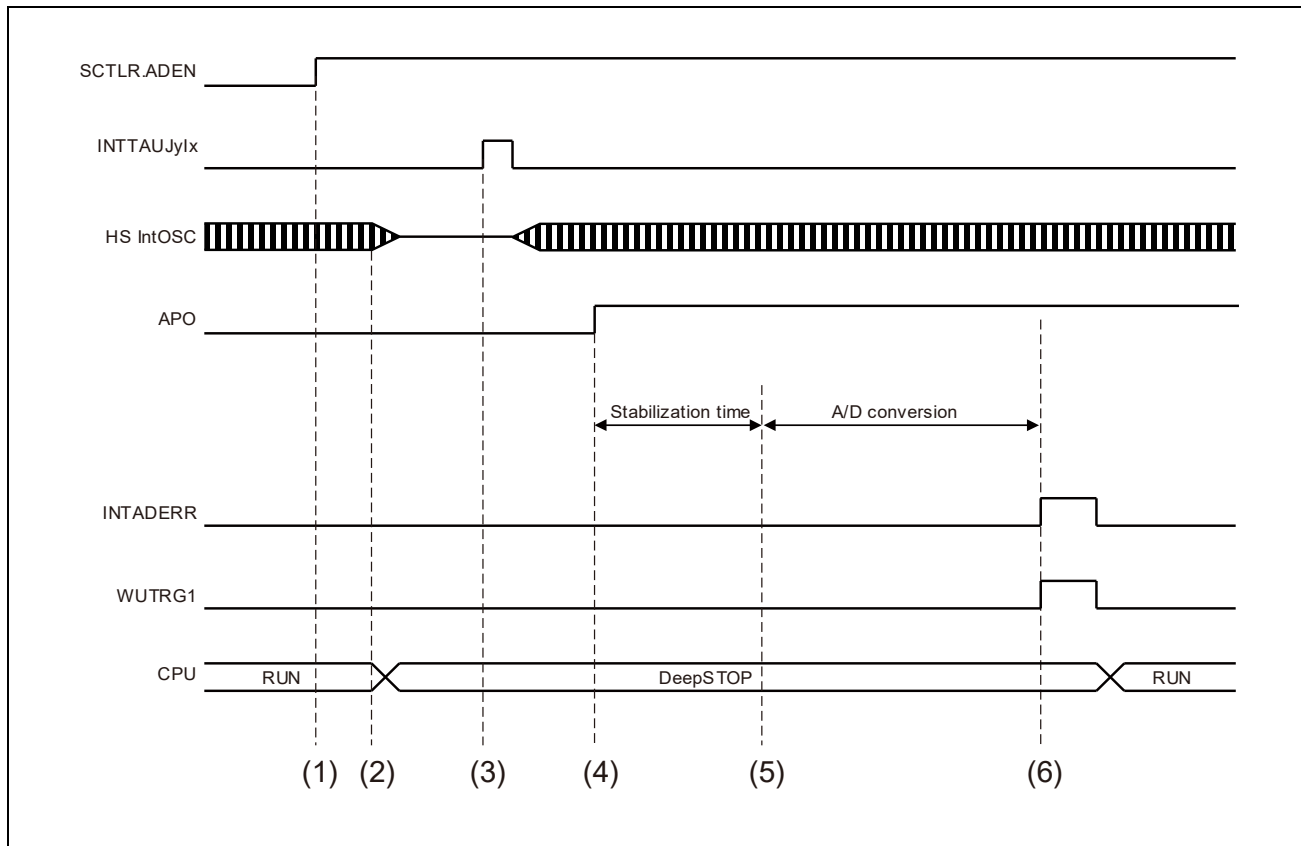 SCTLR.ADEN
INTTAUJyIx
HS IntOSC
APO
Stabilization time
A/D conversion
INTADERR
WUTRG1
CPU
RUN
DeepSTOP
RUN
(1) (2) (3) (4) (5) (6)